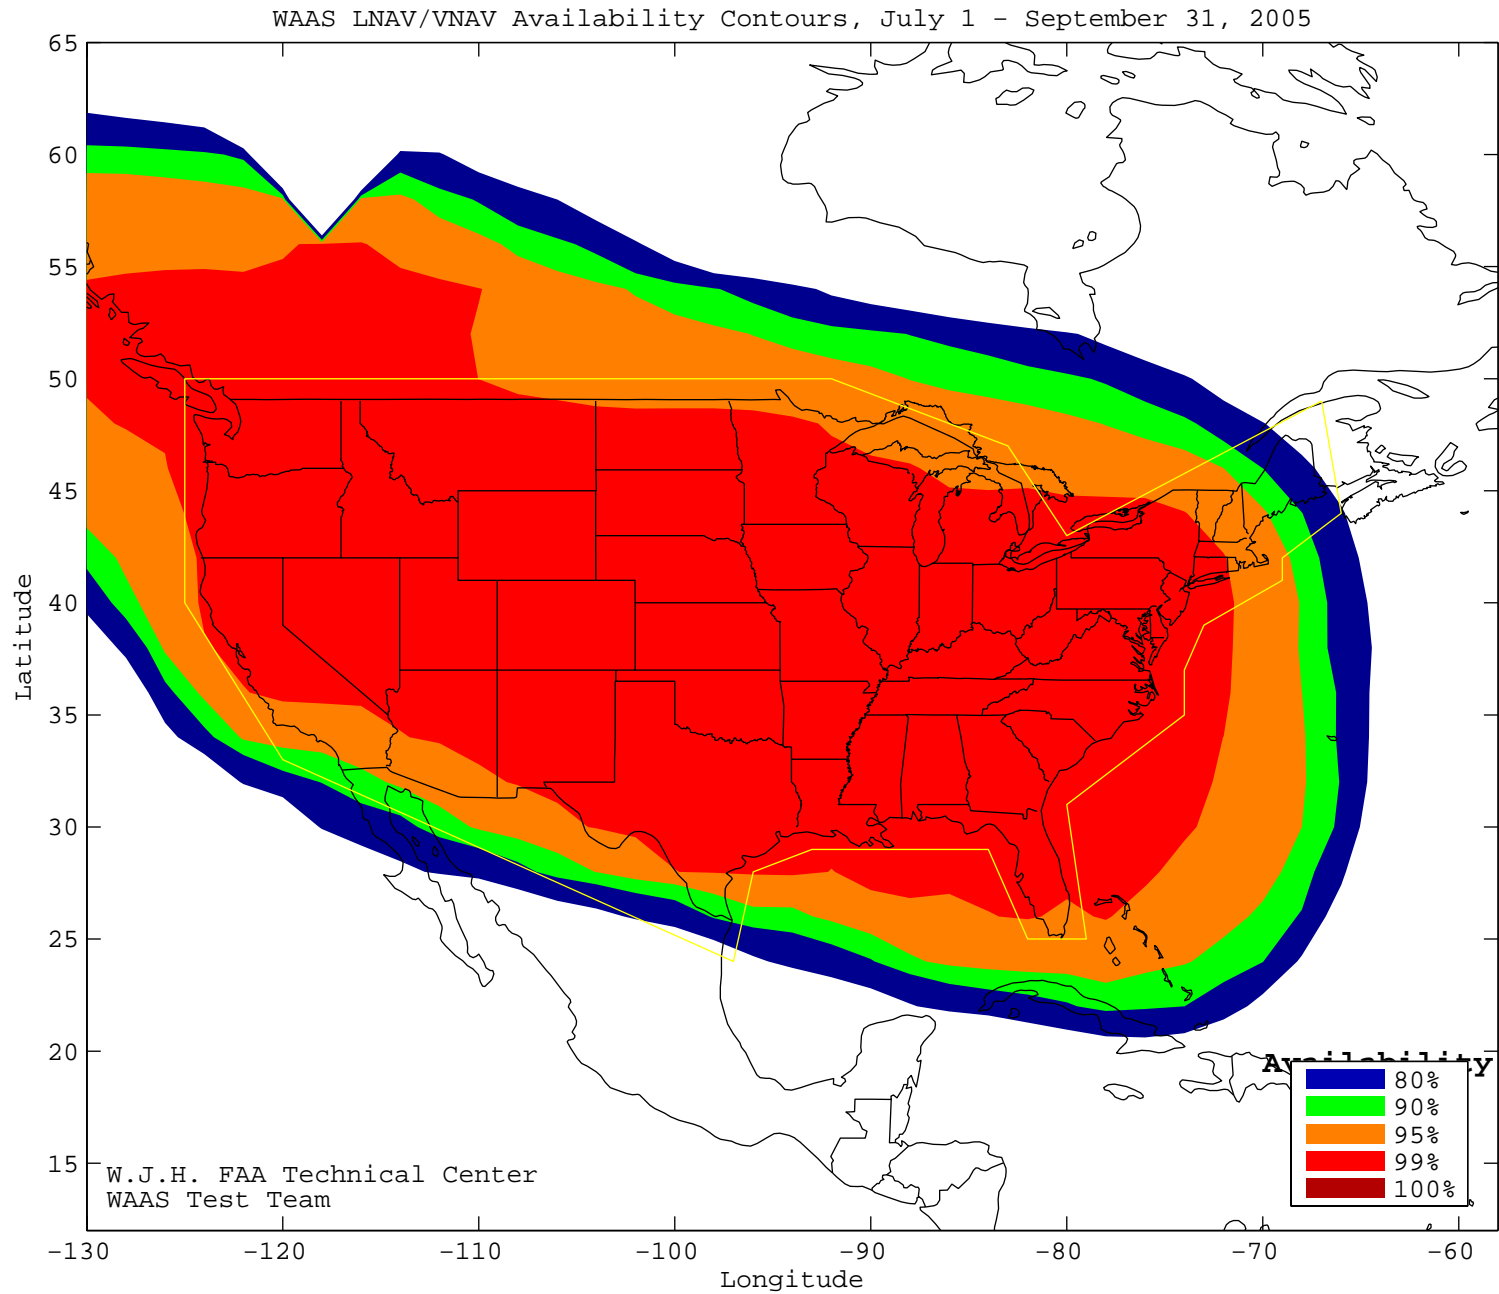 WAAS LNAV/VNAV Availability Contours, July 1 - September 31, 2005
65
60
55
50
45
40
35
30
25
20
15
Latitude
Availability
80%
90%
95%
99%
100%
W.J.H. FAA Technical Center
WAAS Test Team
-130 -120 -110 -100 -90 -80 -70 -60
Longitude